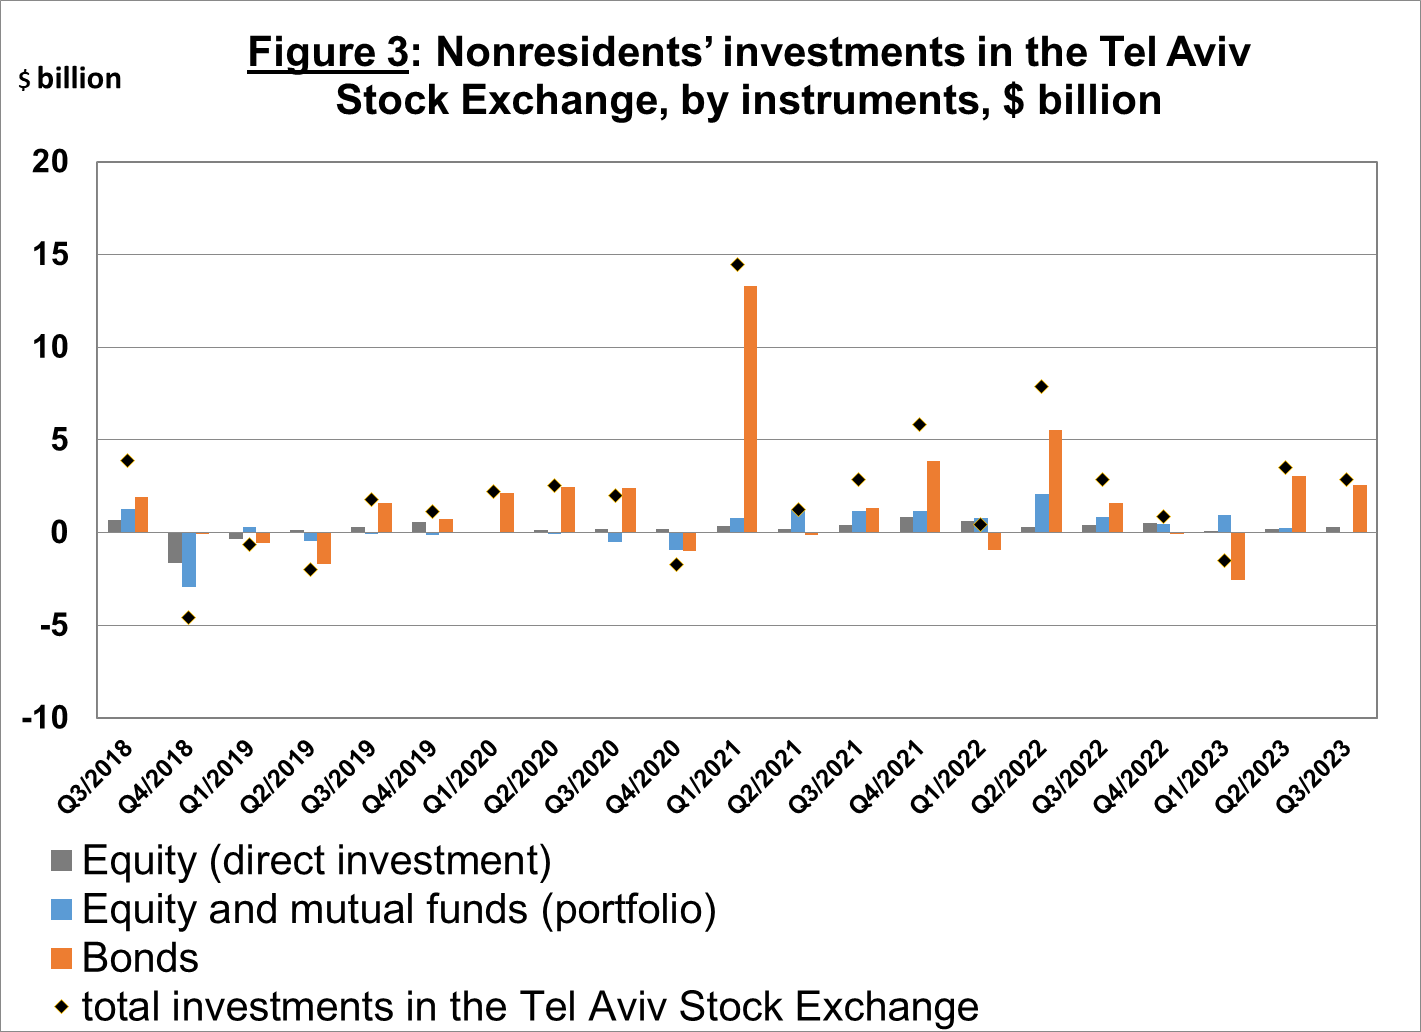 Figure 3: Nonresidents’ investments in the Tel Aviv
Stock Exchange, by instruments, $ billion
$ billion
20
15
10
5
0
-5
-10
Q3/2018
Q4/2018
Q1/2019
Q2/2019
Q3/2019
Q4/2019
Q1/2020
Q2/2020
Q3/2020
Q4/2020
Q1/2021
Q2/2021
Q3/2021
Q4/2021
Q1/2022
Q2/2022
Q3/2022
Q4/2022
Q1/2023
Q2/2023
Q3/2023
Equity (direct investment)
Equity and mutual funds (portfolio)
Bonds
total investments in the Tel Aviv Stock Exchange